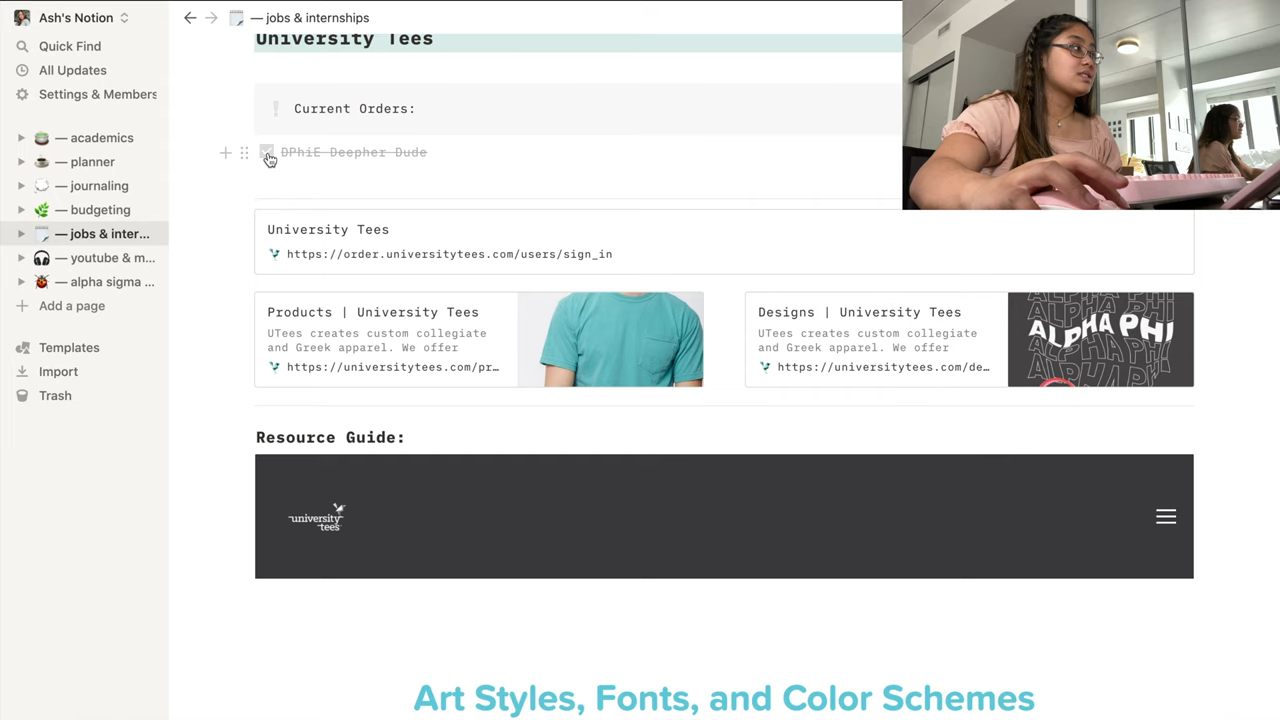 Ash's Notion
Quick Find
All Updates
Settings & Members
— academics
— planner
— journaling
— budgeting
— jobs & inter...
— youtube & m...
— alpha sigma ...
Add a page
Templates
Import
Trash
— jobs & internships
University Tees
Current Orders:
DPhiE Deepher Dude
University Tees
https://order.universitytees.com/users/sign_in
Products | University Tees
UTees creates custom collegiate
and Greek apparel. We offer
https://universitytees.com/pr...
Designs | University Tees
UTees creates custom collegiate
and Greek apparel. We offer
https://universitytees.com/de...
ALPHA PHI
Resource Guide:
university
tees
Art Styles, Fonts, and Color Schemes